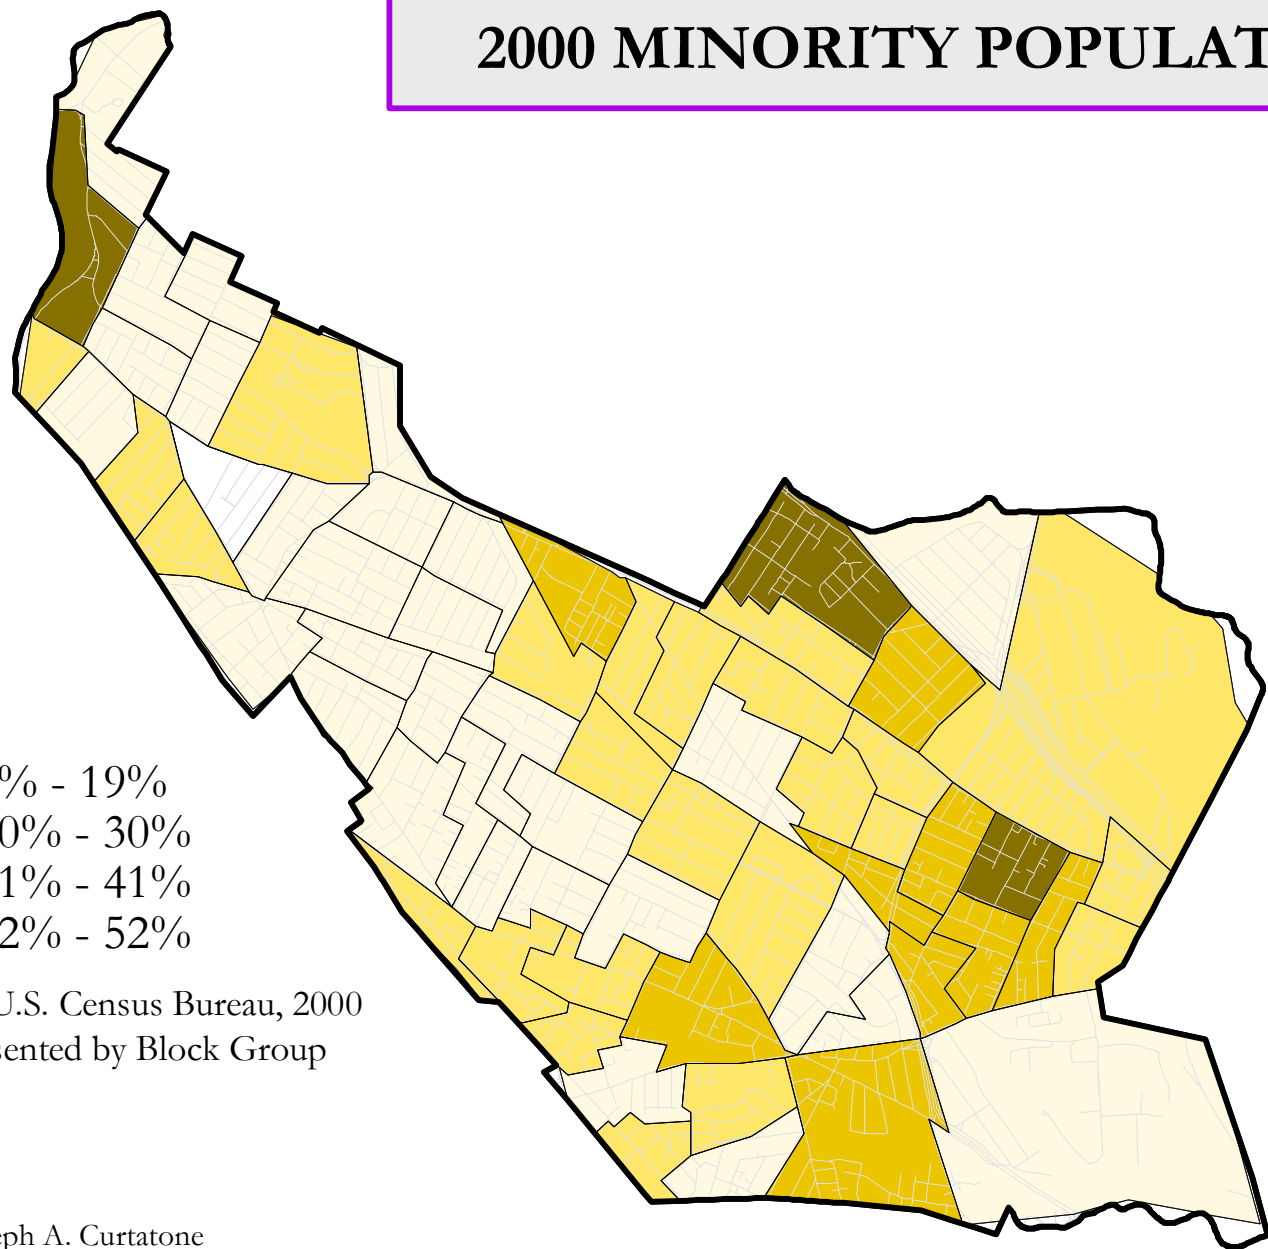 2000 MINORITY POPULAT
% - 19%
0% - 30%
1% - 41%
2% - 52%
U.S. Census Bureau, 2000
sented by Block Group
eph A. Curtatone